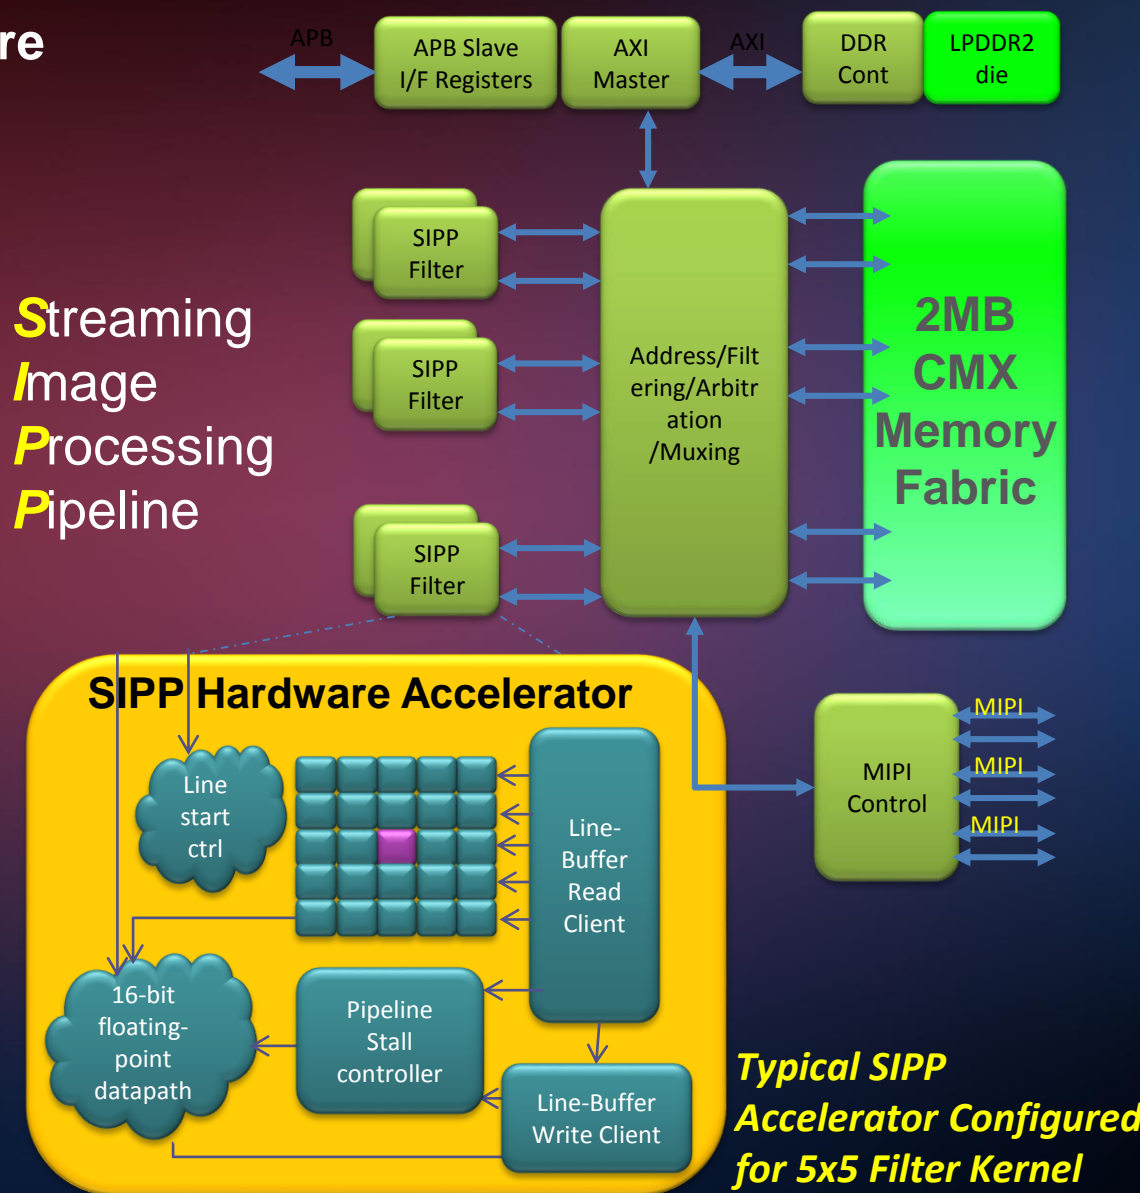 re
APB
APB Slave
I/F Registers
AXI
Master
AXI
DDR
Cont
LPDDR2
die
SIPP
Filter
SIPP
Filter
SIPP
Filter
Address/Filt
ering/Arbitr
ation
/Muxing
2MB
CMX
Memory
Fabric
Streaming
Image
Processing
Pipeline
SIPP Hardware Accelerator
Line
start
ctrl
Line-
Buffer
Read
Client
16-bit
floating-
point
datapath
Pipeline
Stall
controller
Line-Buffer
Write Client
MIPI
Control
MIPI
MIPI
MIPI
Typical SIPP
Accelerator Configured
for 5x5 Filter Kernel